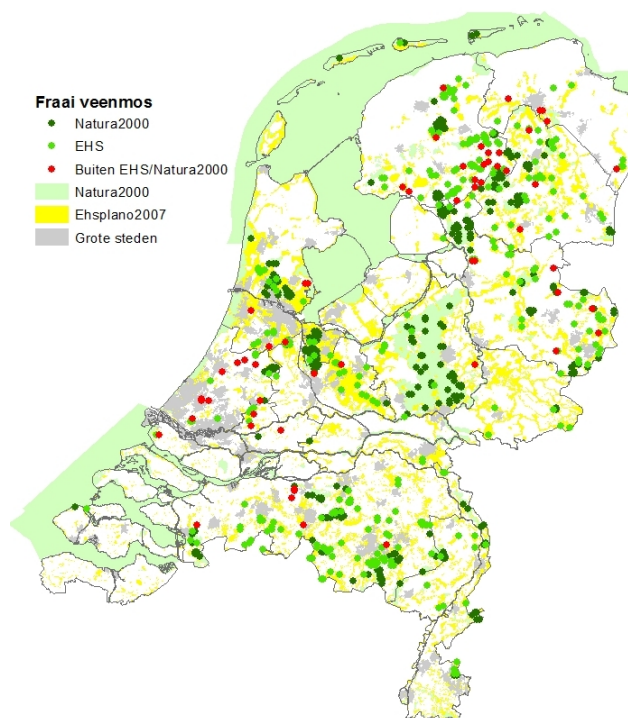 Fraai veenmos
Natura2000
EHS
Buiten EHS/Natura2000
Natura2000
Ehsplano2007
Grote steden